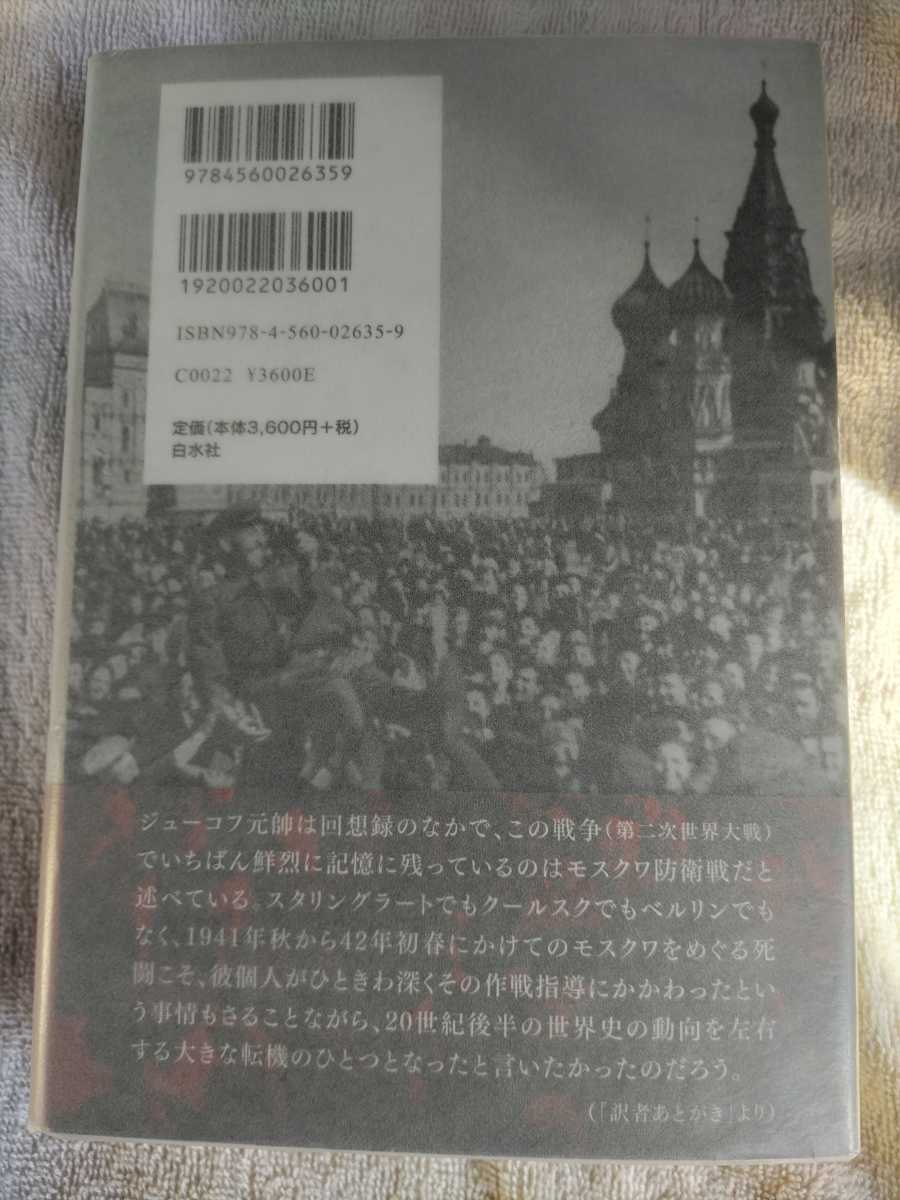 9784560026359
1920022036001
ISBN978-4-560-02635-9
C0022 ¥3600E
定価(本体3,600円+税)
白水社
ジューコフ元帥は回想録のなかで、この戦争(第二次世界大戦)
でいちばん鮮烈に記憶に残っているのはモスクワ防衛戦だと
述べている。スタリングラートでもクールスクでもベルリンでも
なく、1941年秋から42年初春にかけてのモスクワをめぐる死
闘こそ、彼個人がひときわ深くその作戦指導にかかわったとい
う事情もさることながら、20世紀後半の世界史の動向を左右
する大きな転機のひとつとなったと言いたかったのだろう。
(「訳者あとがき」より)